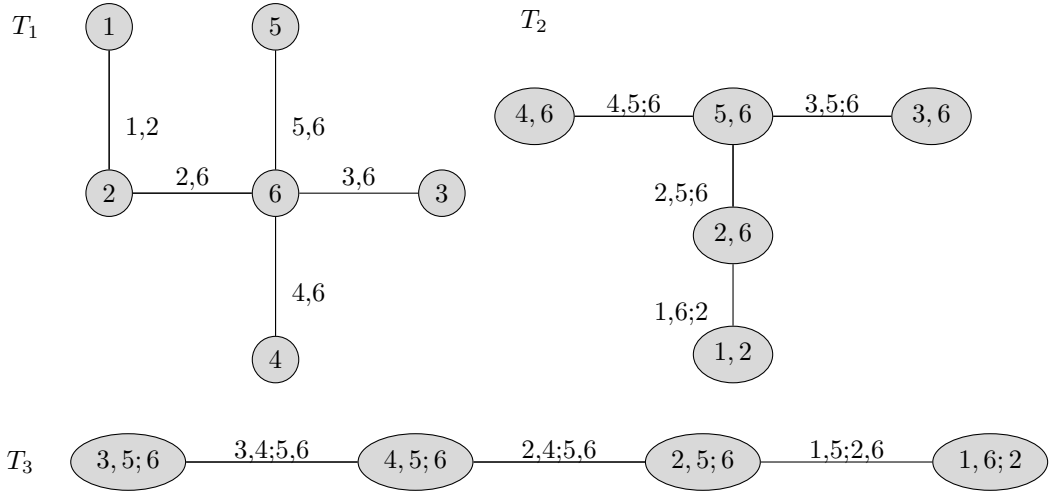 T1 1 5 T2
4, 6 4,5;6 5, 6 3,5;6 3, 6
1,2 5,6
2 2,6 6 3,6 3
2,5;6
2, 6
4,6
1,6;2
4 1, 2
T3 3, 5; 6 3,4;5,6 4, 5; 6 2,4;5,6 2, 5; 6 1,5;2,6 1, 6; 2